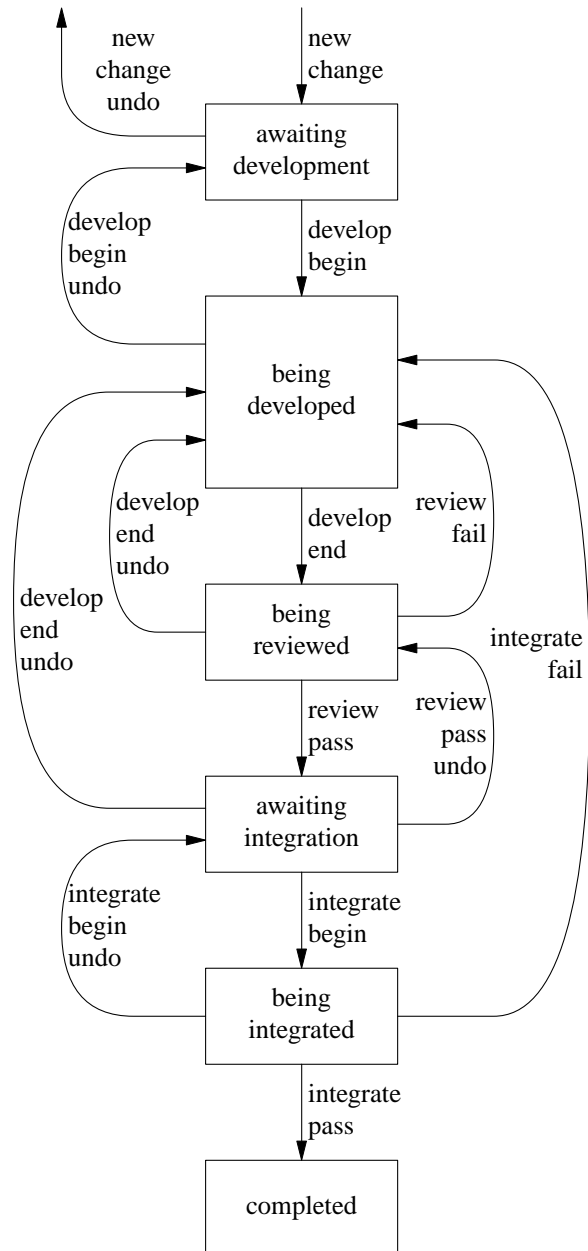 new
change
undo
new
change
awaiting
development
develop
begin
undo
develop
begin
being
developed
develop
end
undo
develop
end
review
fail
develop
end
undo
being
reviewed
integrate
fail
review
pass
review
pass
undo
awaiting
integration
integrate
begin
undo
integrate
begin
being
integrated
integrate
pass
completed